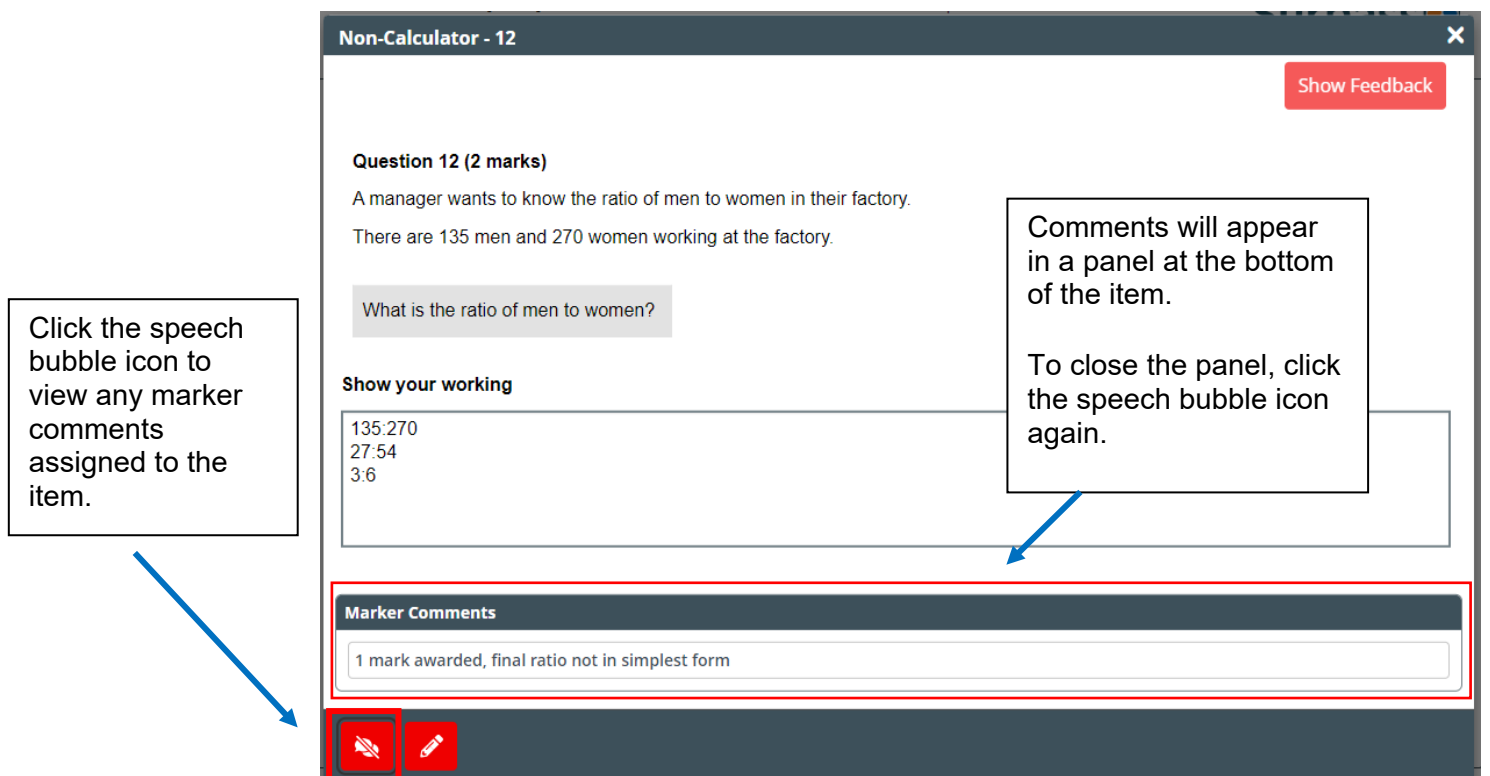 Non-Calculator - 12
Show Feedback
Question 12 (2 marks)
A manager wants to know the ratio of men to women in their factory.
There are 135 men and 270 women working at the factory.
What is the ratio of men to women?
Show your working
135:270
27:54
3:6
Comments will appear
in a panel at the bottom
of the item.
To close the panel, click
the speech bubble icon
again.
Click the speech
bubble icon to
view any marker
comments
assigned to the
item.
Marker Comments
1 mark awarded, final ratio not in simplest form